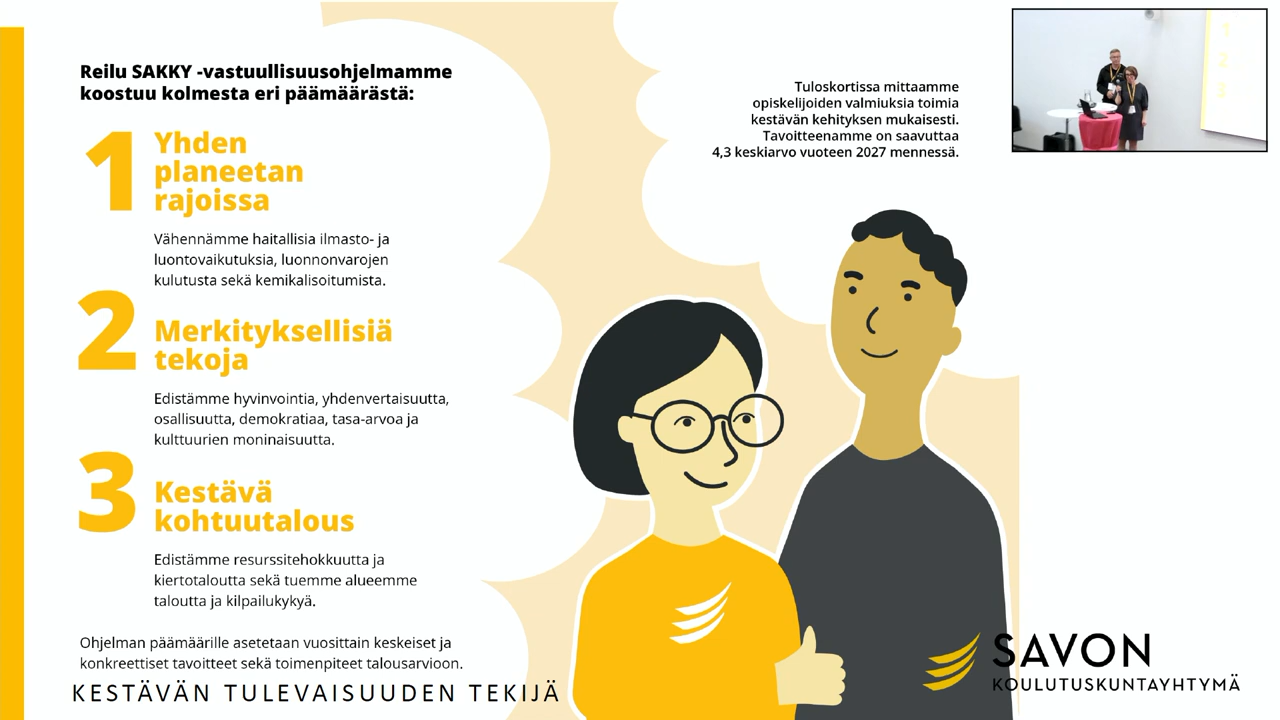 Reilu SAKKY -vastuullisuusohjelmamme
koostuu kolmesta eri päämäärästä:
1
Yhden
planeetan
rajoissa
Vähennämme haitallisia ilmasto- ja
luontovaikutuksia, luonnonvarojen
kulutusta sekä kemikalisoitumista.
2
Merkityksellisiä
tekoja
Edistämme hyvinvointia, yhdenvertaisuutta,
osallisuutta, demokratiaa, tasa-arvoa ja
kulttuurien moninaisuutta.
3
Kestävä
kohtuutalous
Edistämme resurssitehokkuutta ja
kiertotaloutta sekä tuemme alueemme
taloutta ja kilpailukykyä.
Ohjelman päämäärille asetetaan vuosittain keskeiset ja
konkreettiset tavoitteet sekä toimenpiteet talousarvioon.
KESTÄVÄN TULEVAISUUDEN TEKIJÄ
Tuloskortissa mittaamme
opiskelijoiden valmiuksia toimia
kestävän kehityksen mukaisesti.
Tavoitteenamme on saavuttaa
4,3 keskiarvo vuoteen 2027 mennessä.
SAVON
KOULUTUSKUNTAYHTYMÄ